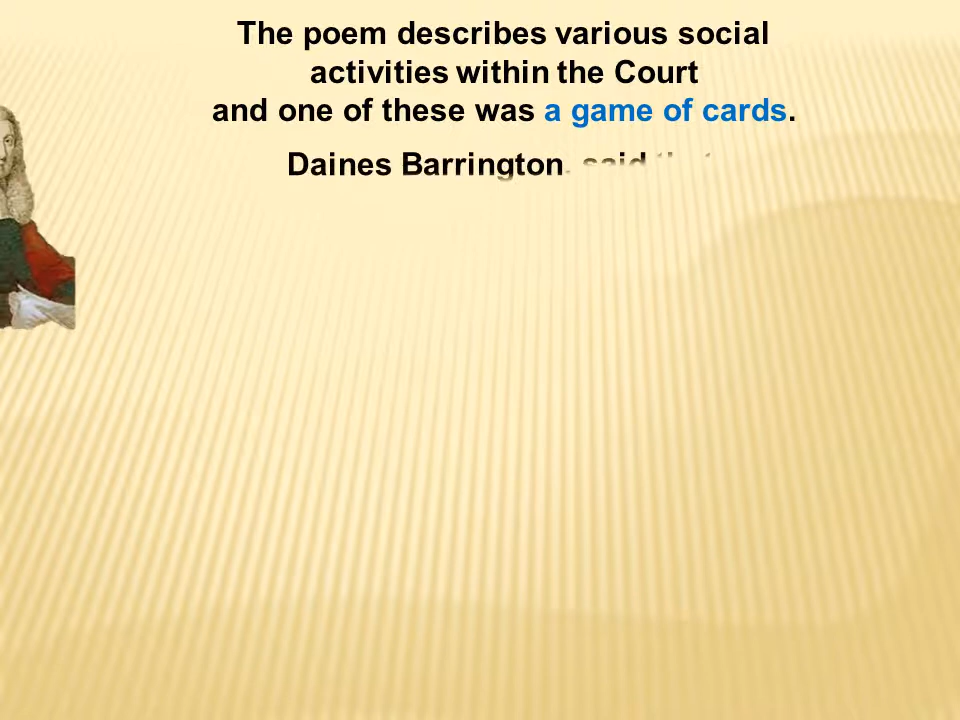 The poem describes various social
activities within the Court
and one of these was a game of cards.
Daines Barrington, said